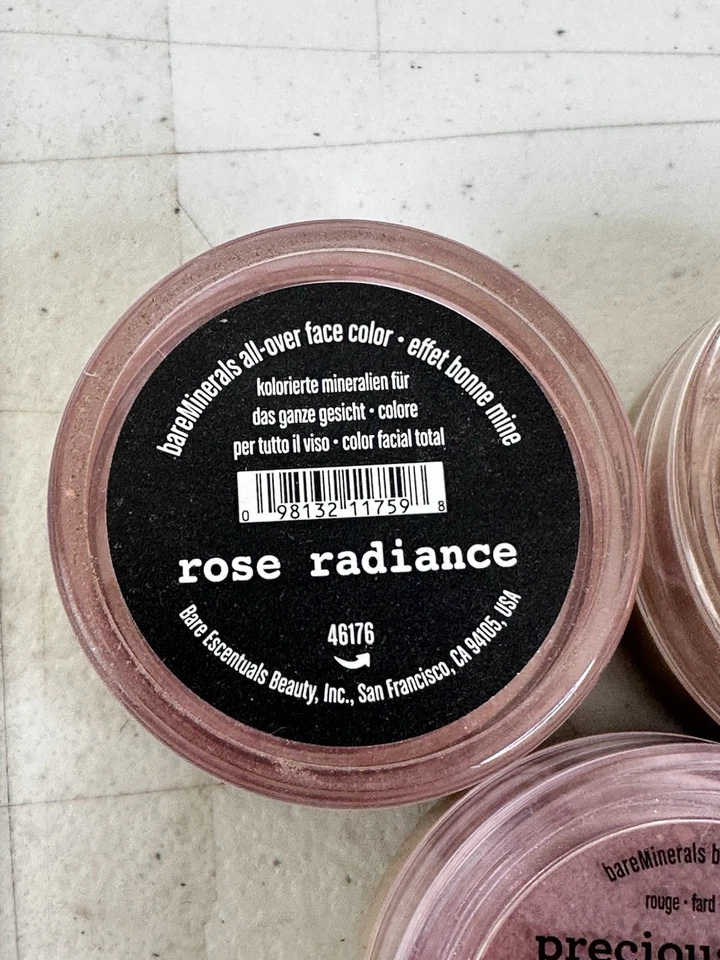 bareMinerals all-over face color • effet bonne mine
kolorierte mineralien für
das ganze gesicht • colore
per tutto il viso • color facial total
0 98132 11759 8
rose radiance
46176
Bare Escentuals Beauty, Inc., San Francisco, CA 94105, USA
bareMinerals b
rouge • fard
precious